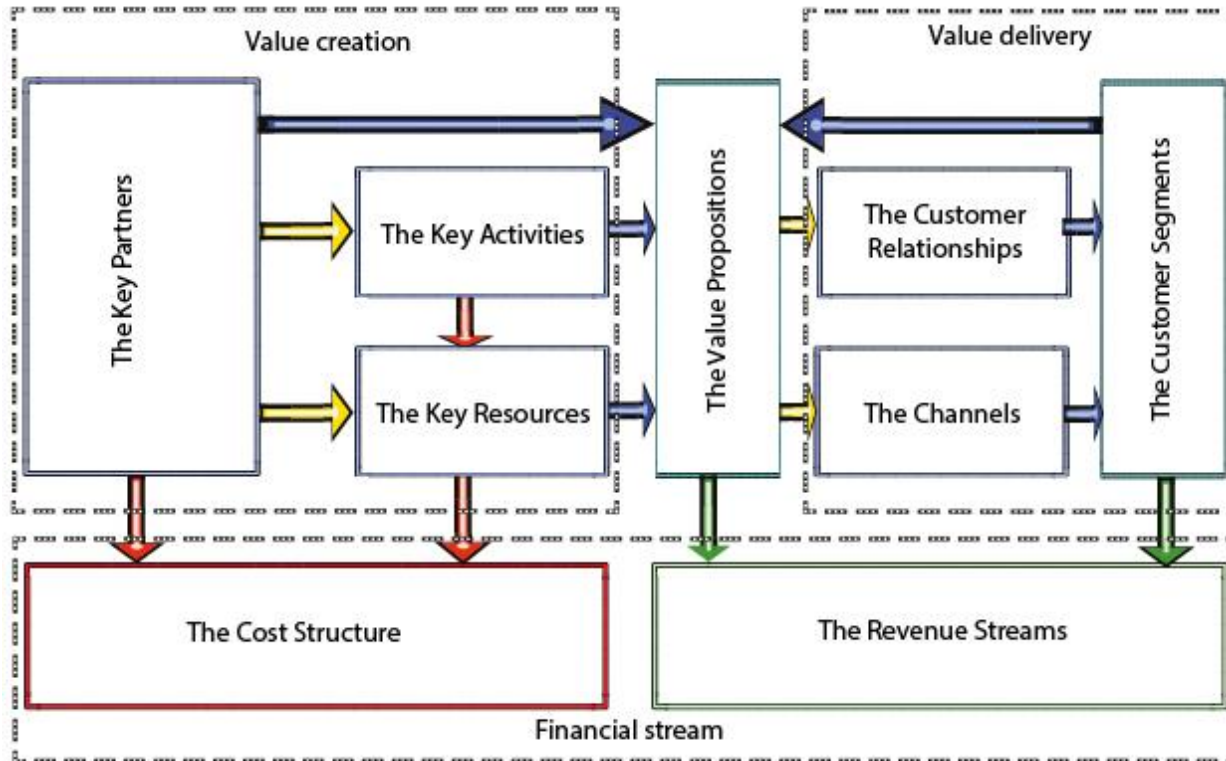 Value creation
Value delivery
The Key Partners
The Key Activities
The Key Resources
The Value Propositions
The Customer
Relationships
The Channels
The Customer Segments
The Cost Structure
The Revenue Streams
Financial stream